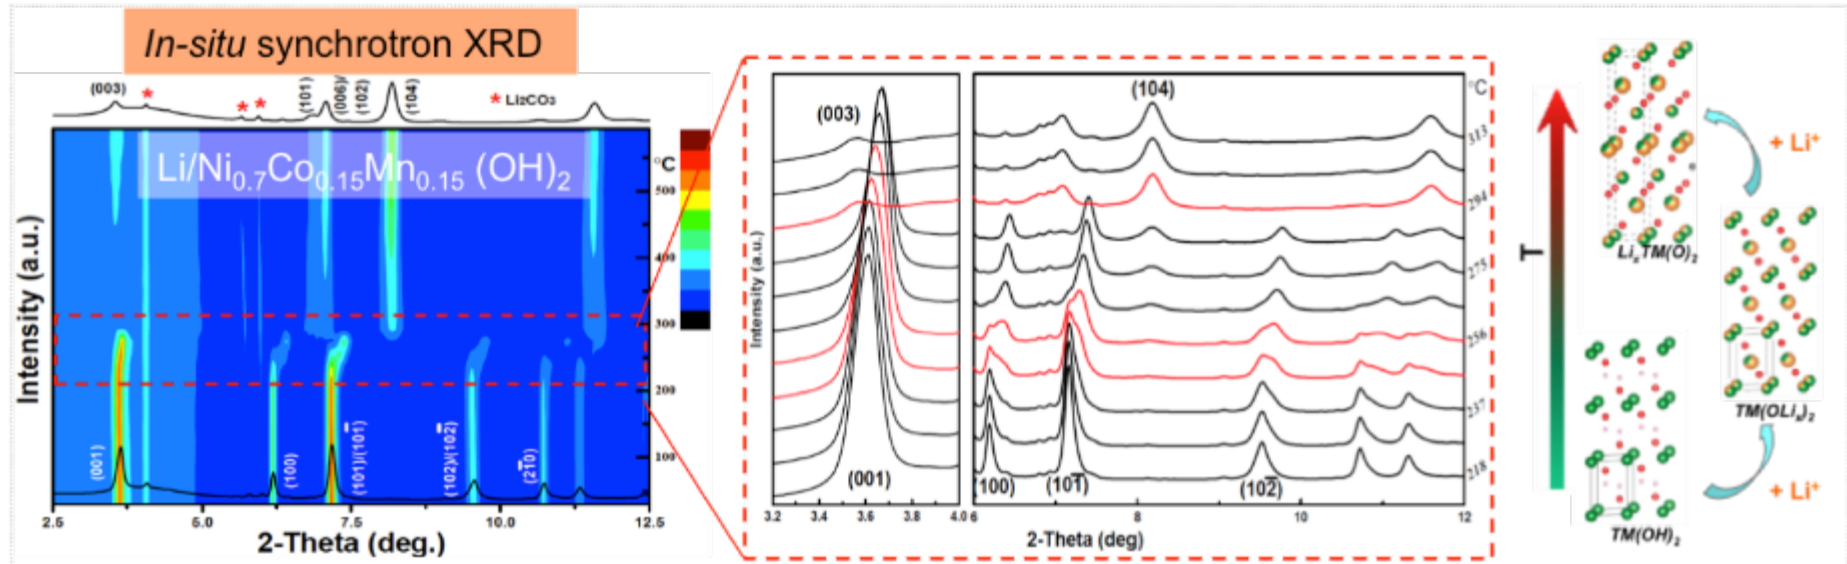 In-situ synchrotron XRD
(003)
*
*
*
(101)
(006)/
(102)
(104)
* Li₂CO₃
Li/Ni₀.₇Co₀.₁₅Mn₀.₁₅ (OH)₂
°C
500
400
300
200
100
Intensity (a.u.)
(001)
(100)
(101̄)/(101)
(102̄)/(102)
(2̄10)
2.5
5.0
7.5
10.0
12.5
2-Theta (deg.)
(003)
(104)
°C
313
294
275
256
237
218
Intensity (a.u.)
(001)
(100)
(101̄)
(102̄)
3.2
3.4
3.6
3.8
4.0
6
8
10
12
2-Theta (deg)
T
+ Li⁺
LiₓTM(O)₂
TM(OLiₓ)₂
+ Li⁺
TM(OH)₂